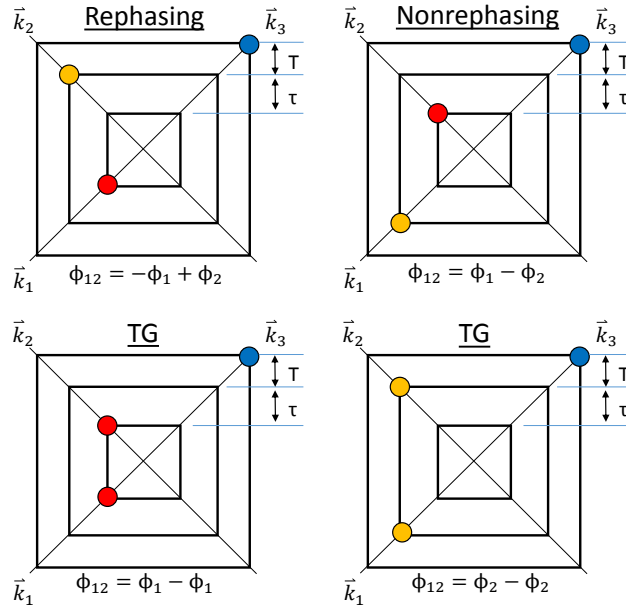 Rephasing
k⃗₂
k⃗₃
T
τ
k⃗₁
ϕ₁₂ = −ϕ₁ + ϕ₂
Nonrephasing
k⃗₂
k⃗₃
T
τ
k⃗₁
ϕ₁₂ = ϕ₁ − ϕ₂
TG
k⃗₂
k⃗₃
T
τ
k⃗₁
ϕ₁₂ = ϕ₁ − ϕ₁
TG
k⃗₂
k⃗₃
T
τ
k⃗₁
ϕ₁₂ = ϕ₂ − ϕ₂